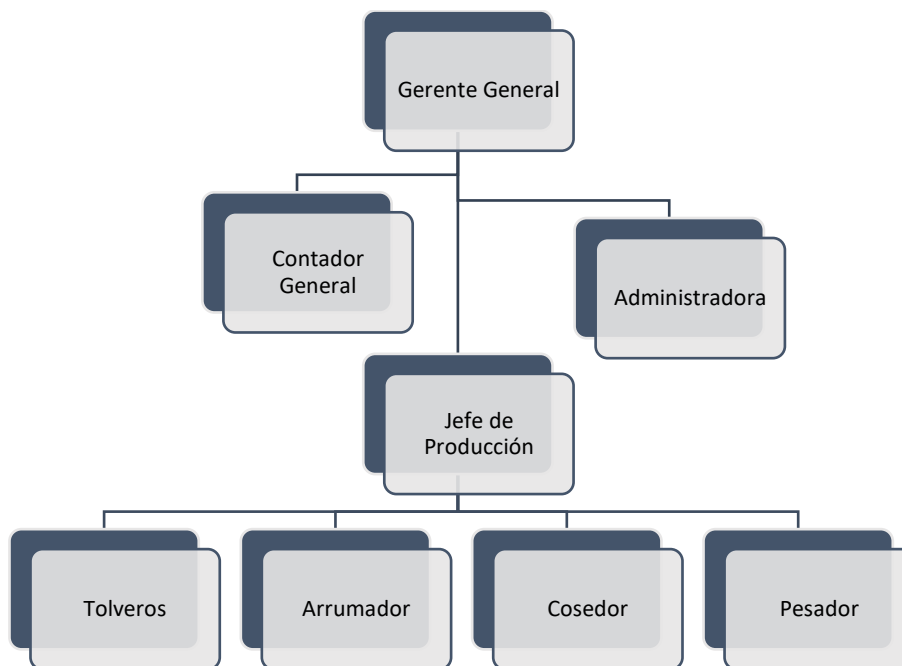 Gerente General
Contador
General
Administradora
Jefe de
Producción
Tolveros
Arrumador
Cosedor
Pesador